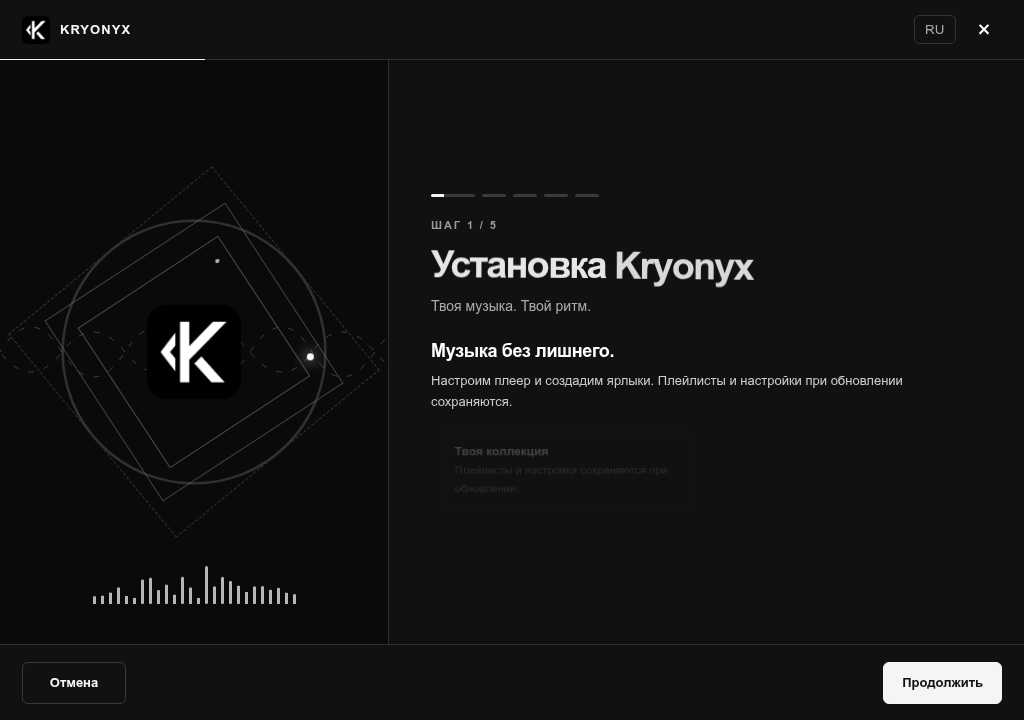 KRYONYX
RU
ШАГ 1 / 5
Установка Kryonyx
Твоя музыка. Твой ритм.
Музыка без лишнего.
Настроим плеер и создадим ярлыки. Плейлисты и настройки при обновлении
сохраняются.
Твоя коллекция
Плейлисты и настройки сохраняются при
обновлении.
Отмена
Продолжить